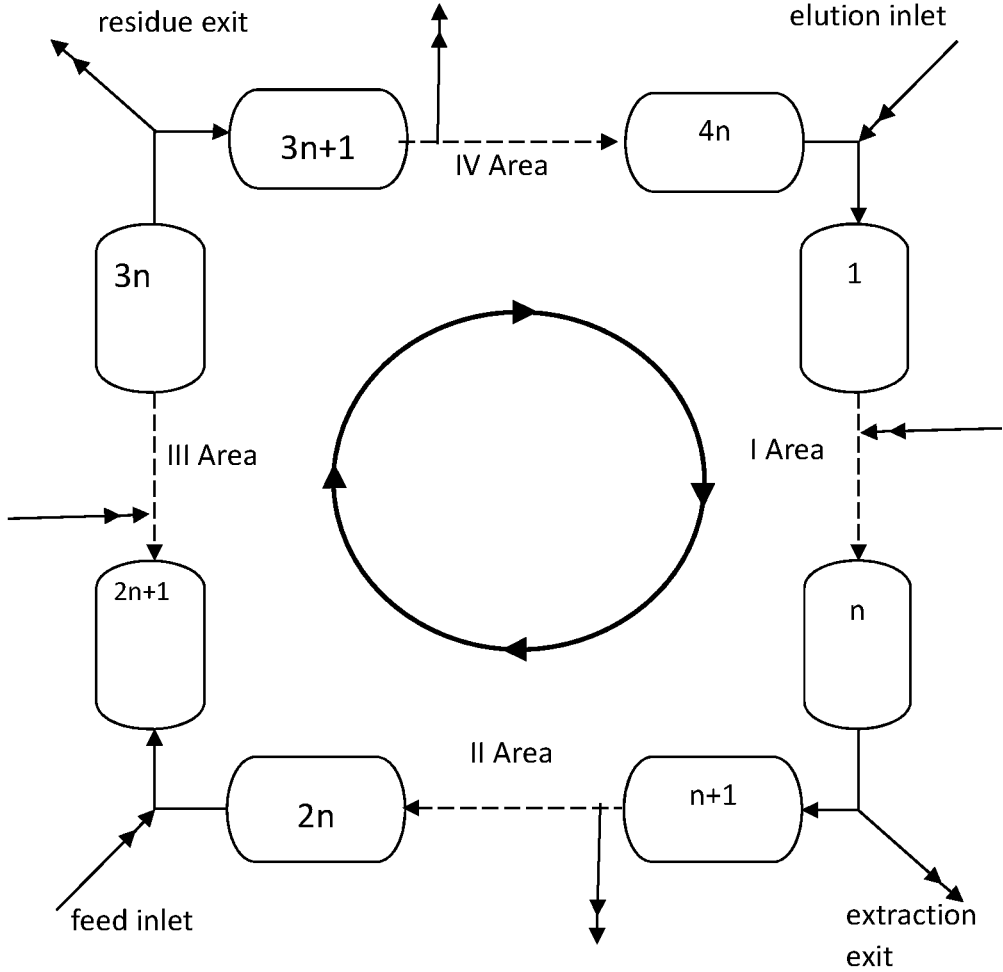 residue exit
elution inlet
3n+1
4n
IV Area
3n
1
III Area
I Area
2n+1
n
II Area
2n
n+1
feed inlet
extraction
exit